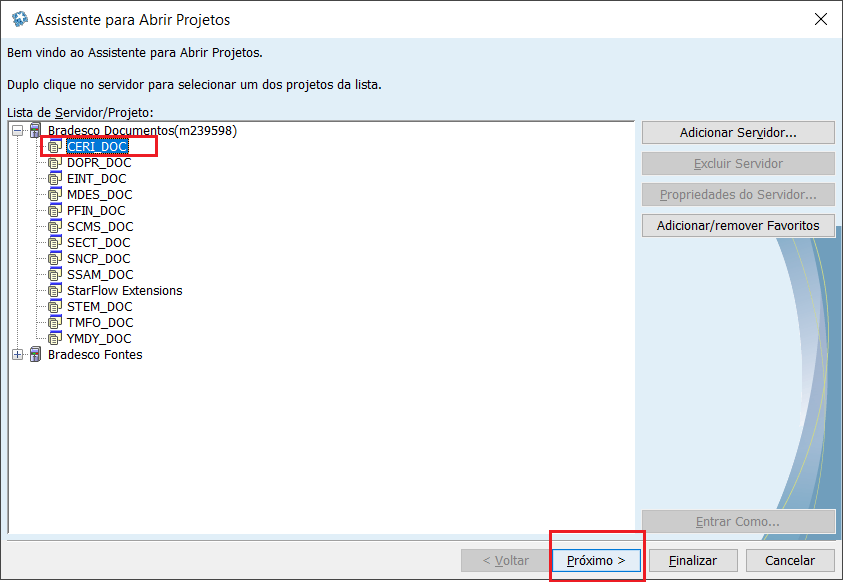 Assistente para Abrir Projetos
Bem vindo ao Assistente para Abrir Projetos.
Duplo clique no servidor para selecionar um dos projetos da lista.
Lista de Servidor/Projeto:
Bradesco Documentos(m239598)
CERI_DOC
DOPR_DOC
EINT_DOC
MDES_DOC
PFIN_DOC
SCMS_DOC
SECT_DOC
SNCP_DOC
SSAM_DOC
StarFlow Extensions
STEM_DOC
TMFO_DOC
YMDY_DOC
Bradesco Fontes
Adicionar Servidor...
Excluir Servidor
Propriedades do Servidor...
Adicionar/remover Favoritos
Entrar Como...
< Voltar
Próximo >
Finalizar
Cancelar